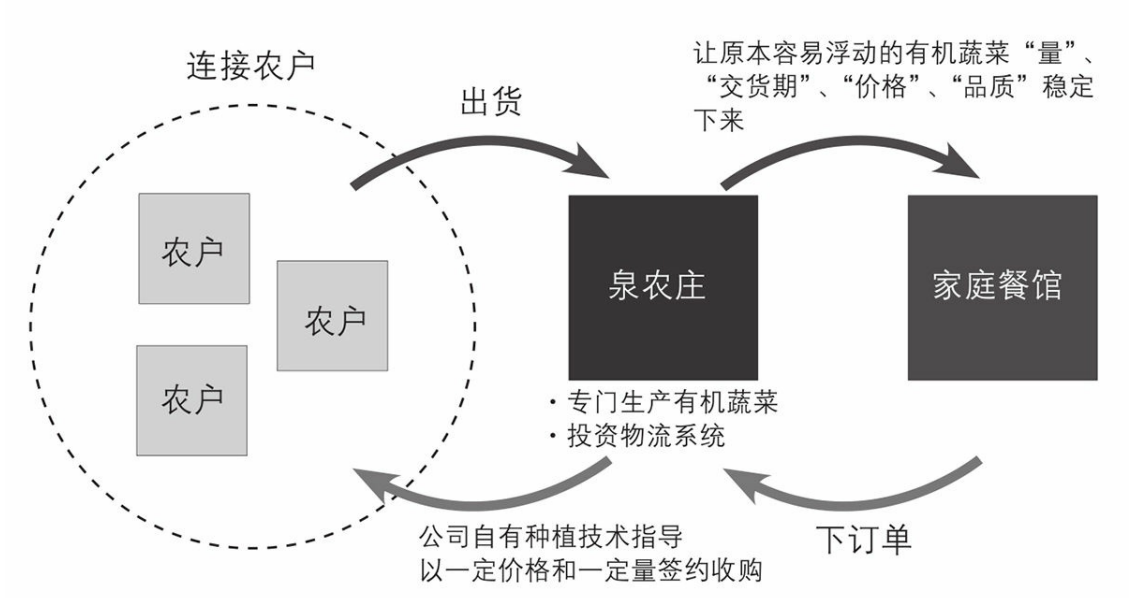 连接农户
出货
让原本容易浮动的有机蔬菜“量”、
“交货期”、“价格”、“品质”稳定
下来
农户
农户
农户
泉农庄
家庭餐馆
·专门生产有机蔬菜
·投资物流系统
公司自有种植技术指导
以一定价格和一定量签约收购
下订单